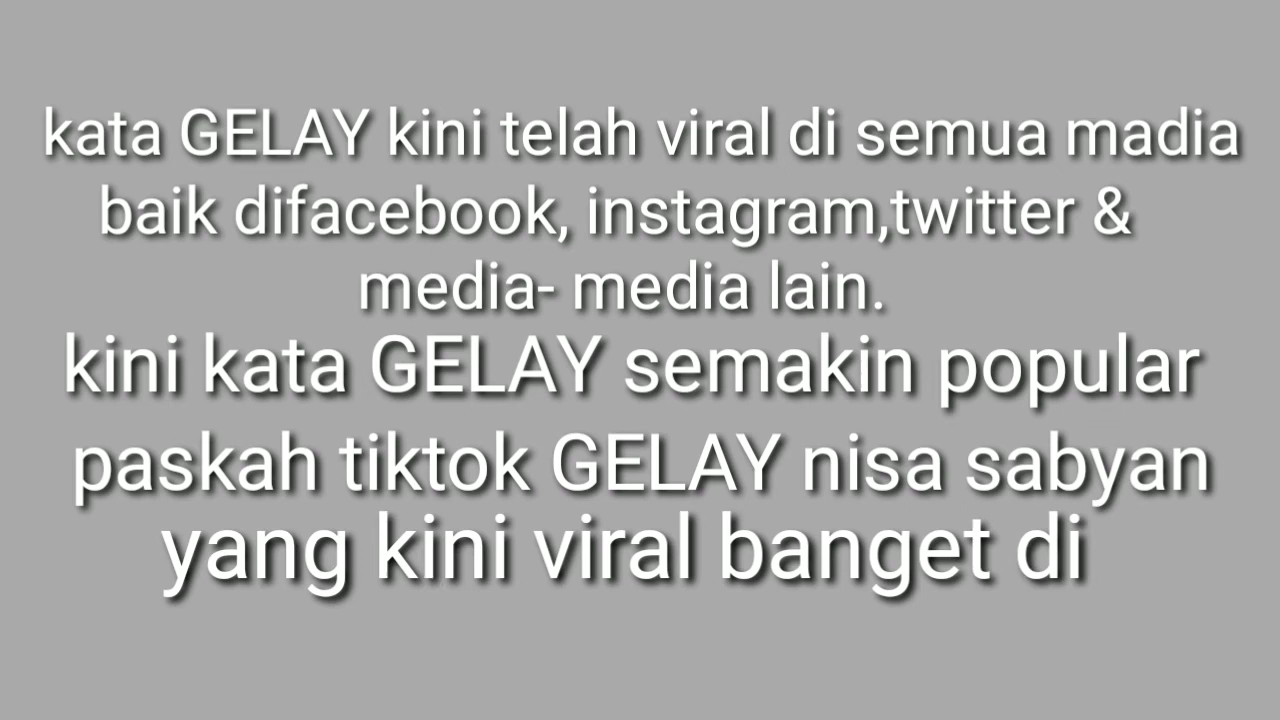 kata GELAY kini telah viral di semua madia
baik difacebook, instagram,twitter &
media- media lain.
kini kata GELAY semakin popular
paskah tiktok GELAY nisa sabyan
yang kini viral banget di